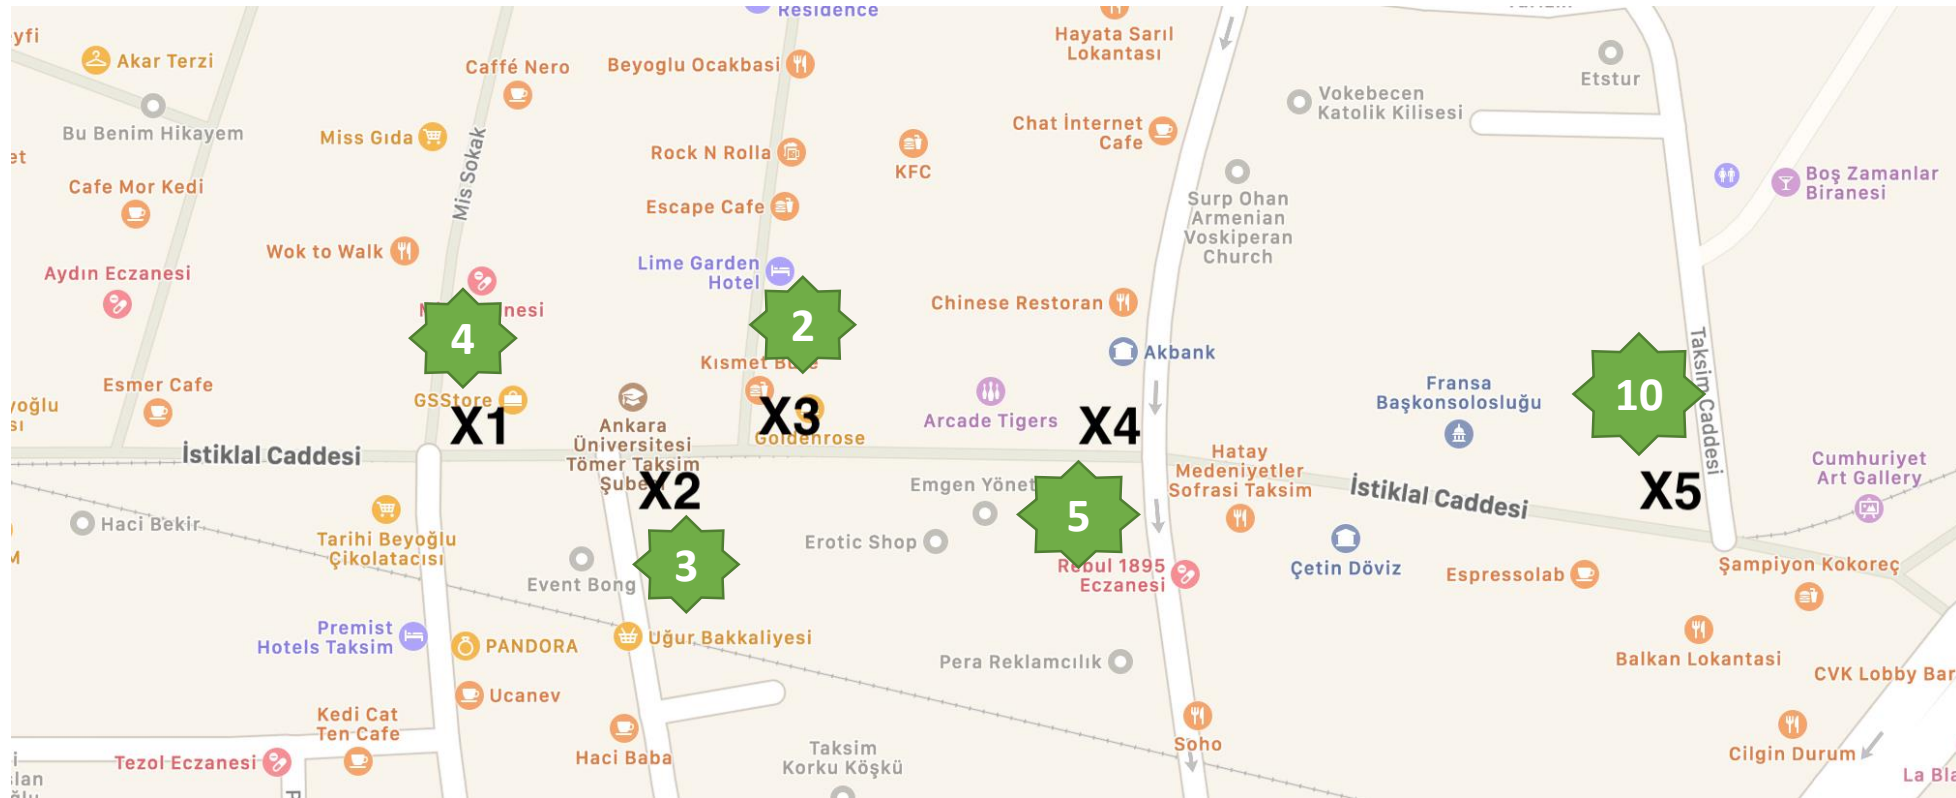 Residence
yfi
Akar Terzi
Caffé Nero
Beyoglu Ocakbasi
Hayata Sarıl
Lokantası
Etstur
Bu Benim Hikayem
Miss Gıda
Mis Sokak
Rock N Rolla
KFC
Chat İnternet
Cafe
Vokebecen
Katolik Kilisesi
et
Cafe Mor Kedi
Escape Cafe
Surp Ohan
Armenian
Voskiperan
Church
Boş Zamanlar
Biranesi
Wok to Walk
Aydın Eczanesi
Lime Garden
Hotel
Chinese Restoran
nesi
4
2
Akbank
Taksim Caddesi
Kısmet
Esmer Cafe
GSStore
X1
Ankara
Üniversitesi
Tömer Taksim
X3
Goldenrose
Arcade Tigers
X4
Fransa
Başkonsolosluğu
10
yoğlu
sı
İstiklal Caddesi
X2
Emgen Yönet
5
Hatay
Medeniyetler
Sofrasi Taksim
İstiklal Caddesi
X5
Cumhuriyet
Art Gallery
Haci Bekir
Tarihi Beyoğlu
Çikolatacısı
Event Bong
3
Erotic Shop
Rebul 1895
Eczanesi
Çetin Döviz
Espressolab
Şampiyon Kokoreç
M
Premist
Hotels Taksim
PANDORA
Uğur Bakkaliyesi
Pera Reklamcılık
Balkan Lokantasi
CVK Lobby Bar
Ucanev
Kedi Cat
Ten Cafe
Haci Baba
Taksim
Korku Köşkü
Soho
Cilgin Durum
Tezol Eczanesi
La Bla